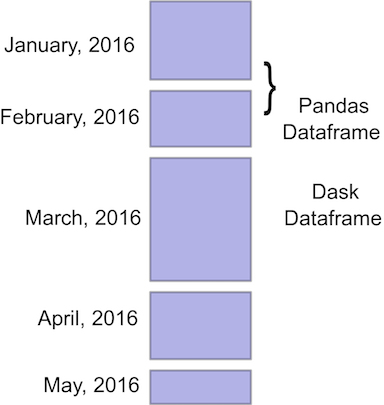 January, 2016
February, 2016
}
Pandas
Dataframe
March, 2016
Dask
Dataframe
April, 2016
May, 2016